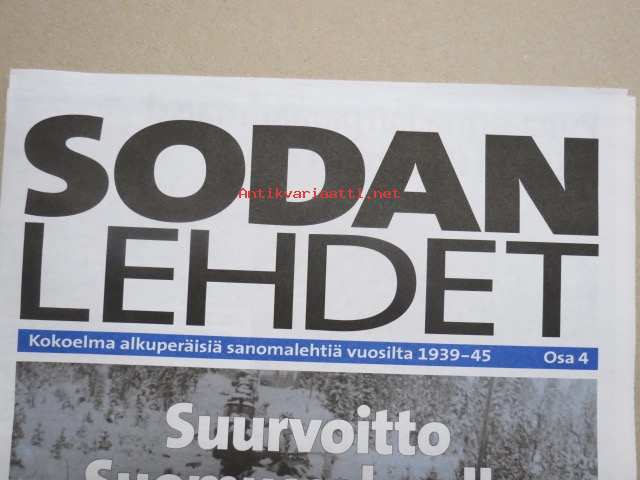 SODAN
Antikvariaatti.net
LEHDET
Kokoelma alkuperäisiä sanomalehtiä vuosilta 1939-45 Osa 4
Suurvoitto